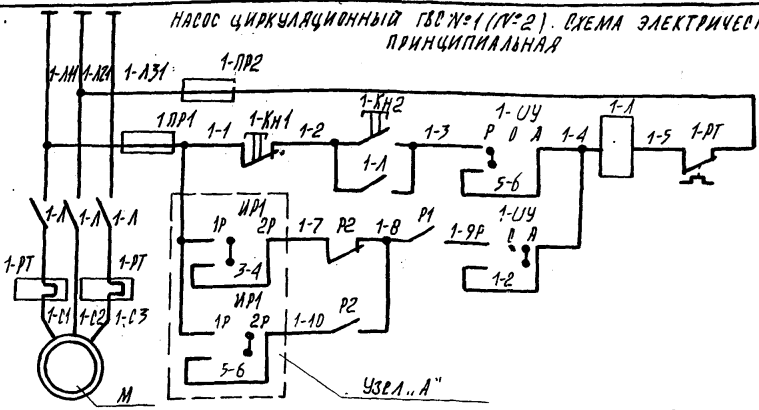 НАСОС ЦИРКУЛЯЦИОННЫЙ ГВС №1 (№2). СХЕМА ЭЛЕКТРИЧЕС
ПРИНЦИПИАЛЬНАЯ
1-Л11 1-Л21 1-Л31 1-ПР2
1ПР1 1-1 1-КН1 1-2 1-КН2 1-3 1-UУ 1-4 1-Л 1-5 1-РТ
Р О А
1-Л 5-6
1-Л 1-Л 1-Л
ИР1 1-UУ
1Р 2Р 1-7 Р2 1-8 Р1 1-9Р О А
3-4 1-2
1-РТ 1-РТ
ИР1
1-С1 1-С2 1-С3 1Р 2Р 1-10 Р2
5-6
М Узел „А"